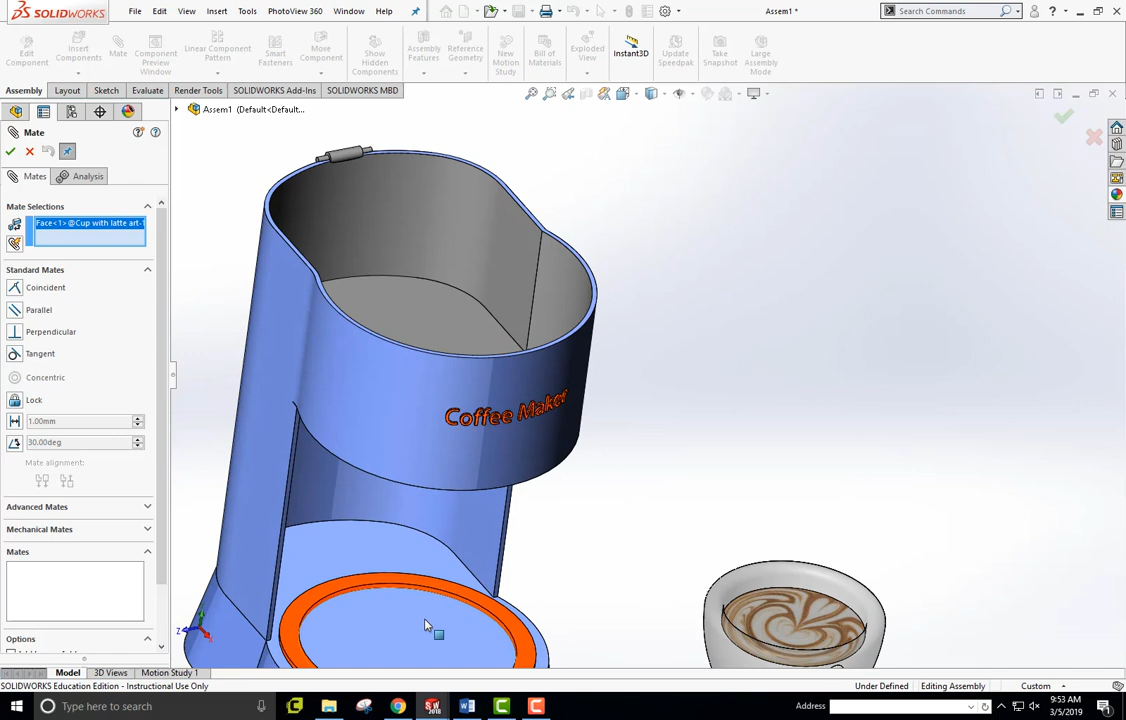 SOLIDWORKS File Edit View Insert Tools PhotoView 360 Window Help Assem1 * Search Commands
Edit Component
Insert Components
Mate
Component Preview Window
Linear Component Pattern
Smart Fasteners
Move Component
Show Hidden Components
Assembly Features
Reference Geometry
New Motion Study
Bill of Materials
Exploded View
Instant3D
Update Speedpak
Take Snapshot
Large Assembly Mode
Assembly Layout Sketch Evaluate Render Tools SOLIDWORKS Add-Ins SOLIDWORKS MBD
Assem1 (Default<Default...
Mate
Mates Analysis
Mate Selections
Face<1>@Cup with latte art-1
Standard Mates
Coincident
Parallel
Perpendicular
Tangent
Concentric
Lock
1.00mm
30.00deg
Mate alignment:
Advanced Mates
Mechanical Mates
Mates
Options
Coffee Maker
Z
Model 3D Views Motion Study 1
SOLIDWORKS Education Edition - Instructional Use Only Under Defined Editing Assembly Custom
Type here to search
SW 2018
Address
9:53 AM
3/5/2019